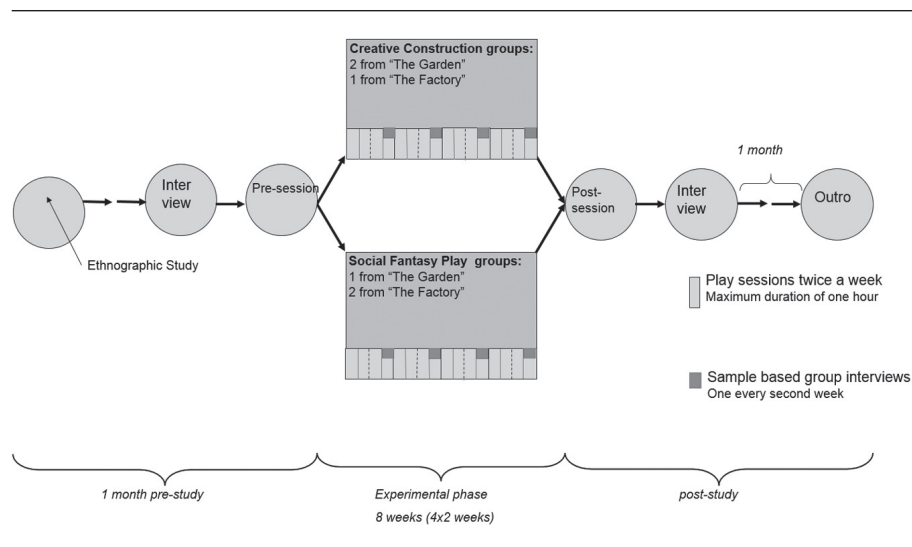 Creative Construction groups:
2 from “The Garden”
1 from “The Factory”
Ethnographic Study
Inter
view
Pre-session
Social Fantasy Play groups:
1 from “The Garden”
2 from “The Factory”
Post-
session
Inter
view
1 month
Outro
Play sessions twice a week
Maximum duration of one hour
Sample based group interviews
One every second week
1 month pre-study
Experimental phase
8 weeks (4x2 weeks)
post-study